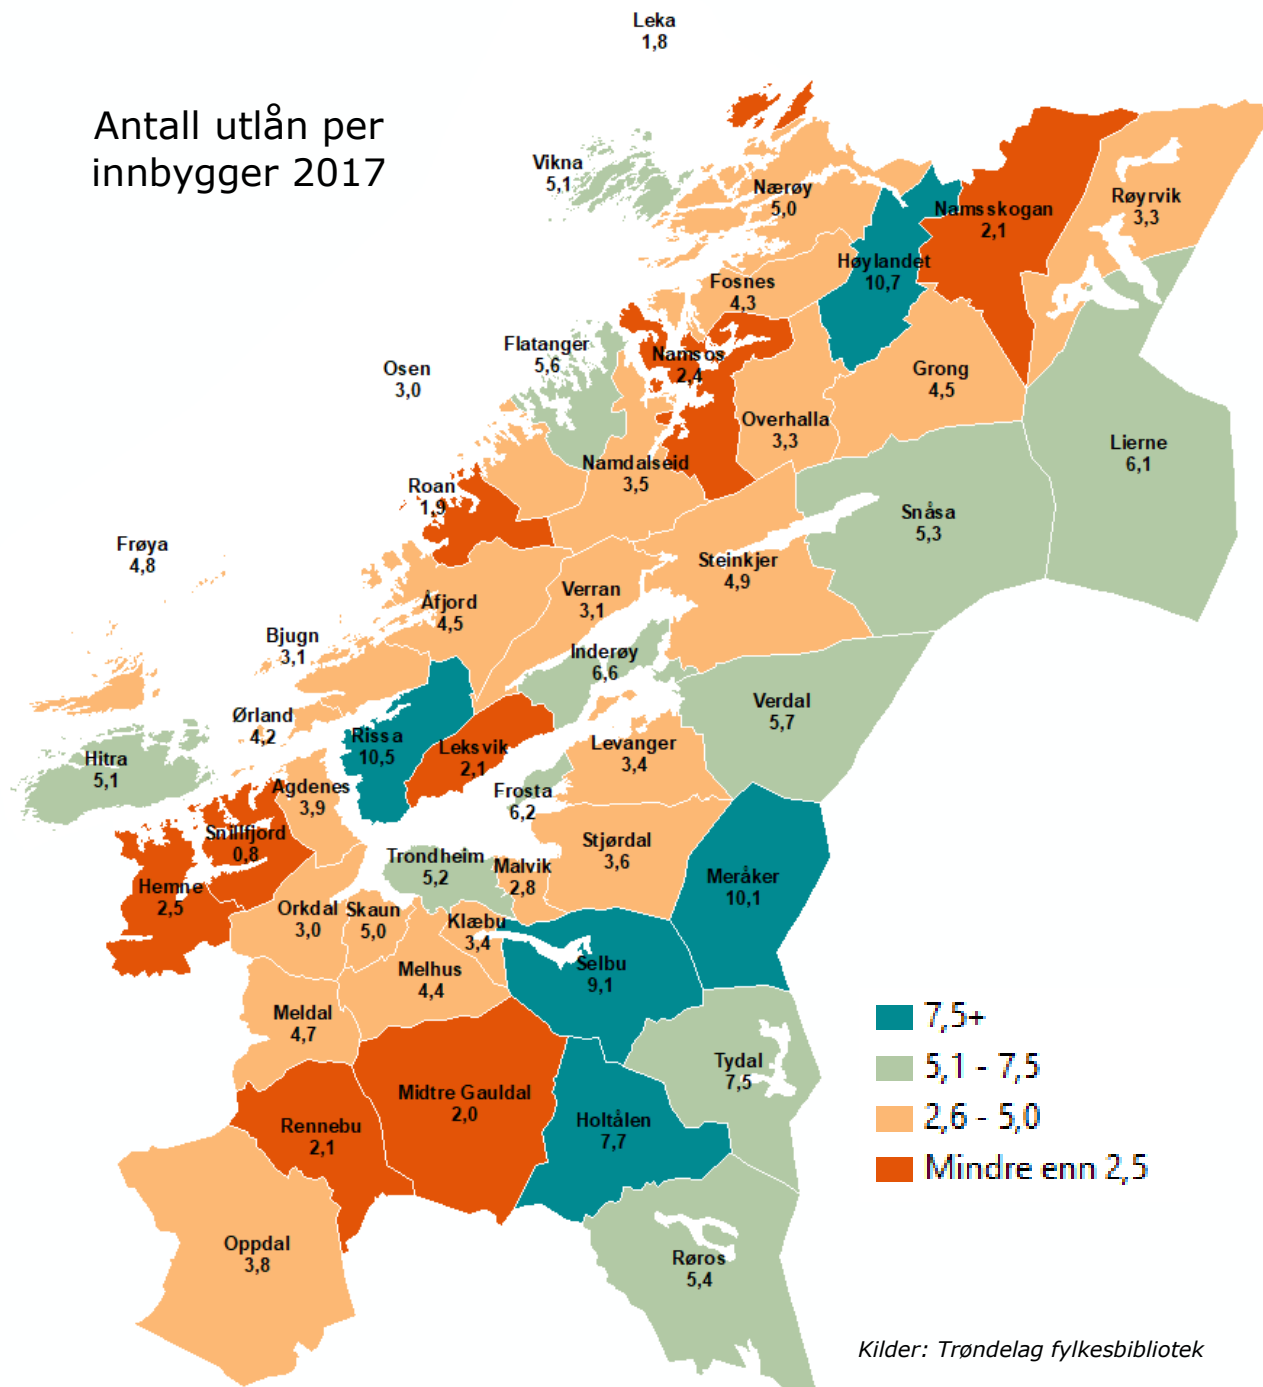 Antall utlån per
innbygger 2017
Leka
1,8
Vikna
5,1
Nærøy
5,0
Namsskogan
2,1
Røyrvik
3,3
Høylandet
10,7
Fosnes
4,3
Flatanger
5,6
Namsos
2,4
Osen
3,0
Grong
4,5
Overhalla
3,3
Lierne
6,1
Namdalseid
3,5
Roan
1,9
Snåsa
5,3
Frøya
4,8
Steinkjer
4,9
Verran
3,1
Åfjord
4,5
Bjugn
3,1
Inderøy
6,6
Verdal
5,7
Ørland
4,2
Rissa
10,5
Leksvik
2,1
Levanger
3,4
Hitra
5,1
Agdenes
3,9
Frosta
6,2
Snillfjord
0,8
Stjørdal
3,6
Trondheim
5,2
Malvik
2,8
Meråker
10,1
Hemne
2,5
Orkdal
3,0
Skaun
5,0
Klæbu
3,4
Selbu
9,1
Melhus
4,4
Meldal
4,7
Tydal
7,5
Midtre Gauldal
2,0
Holtålen
7,7
Rennebu
2,1
Oppdal
3,8
Røros
5,4
7,5+
5,1 - 7,5
2,6 - 5,0
Mindre enn 2,5
Kilder: Trøndelag fylkesbibliotek